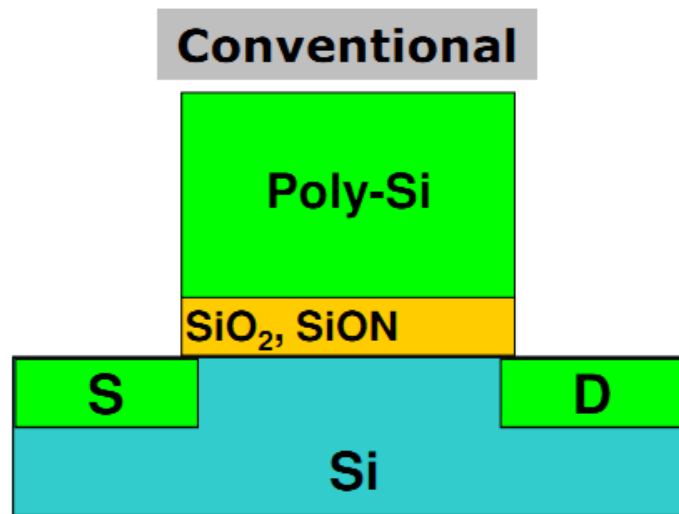 Conventional
Poly-Si
SiO₂, SiON
S
D
Si